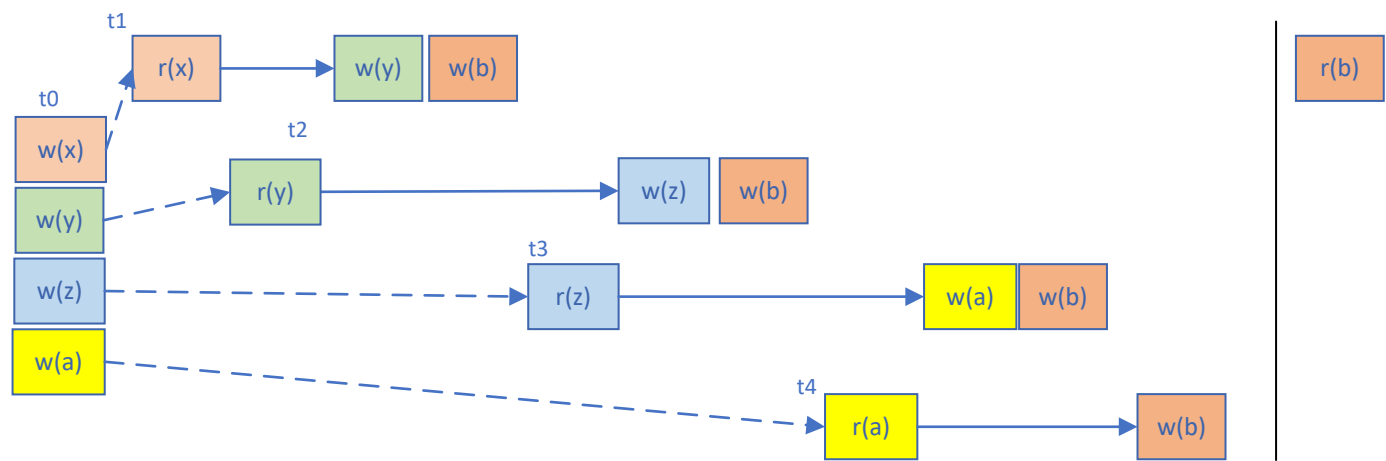 t1
r(x) w(y) w(b) r(b)
t0
w(x)
t2
r(y) w(z) w(b)
w(y)
t3
w(z) r(z) w(a) w(b)
w(a)
t4
r(a) w(b)